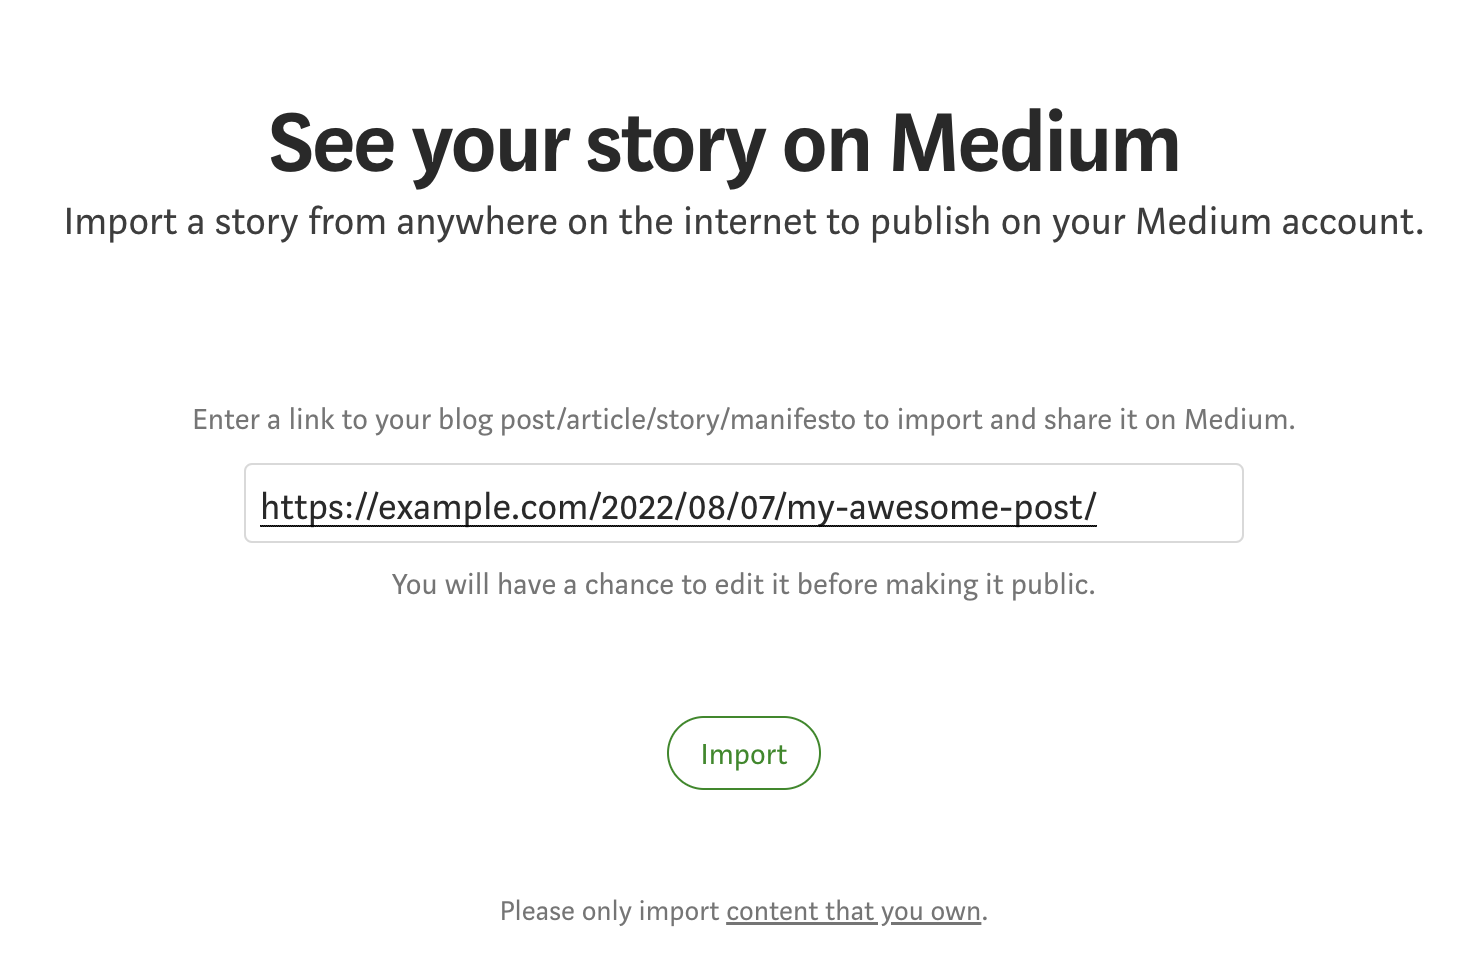 See your story on Medium
Import a story from anywhere on the internet to publish on your Medium account.
Enter a link to your blog post/article/story/manifesto to import and share it on Medium.
https://example.com/2022/08/07/my-awesome-post/
You will have a chance to edit it before making it public.
Import
Please only import content that you own.